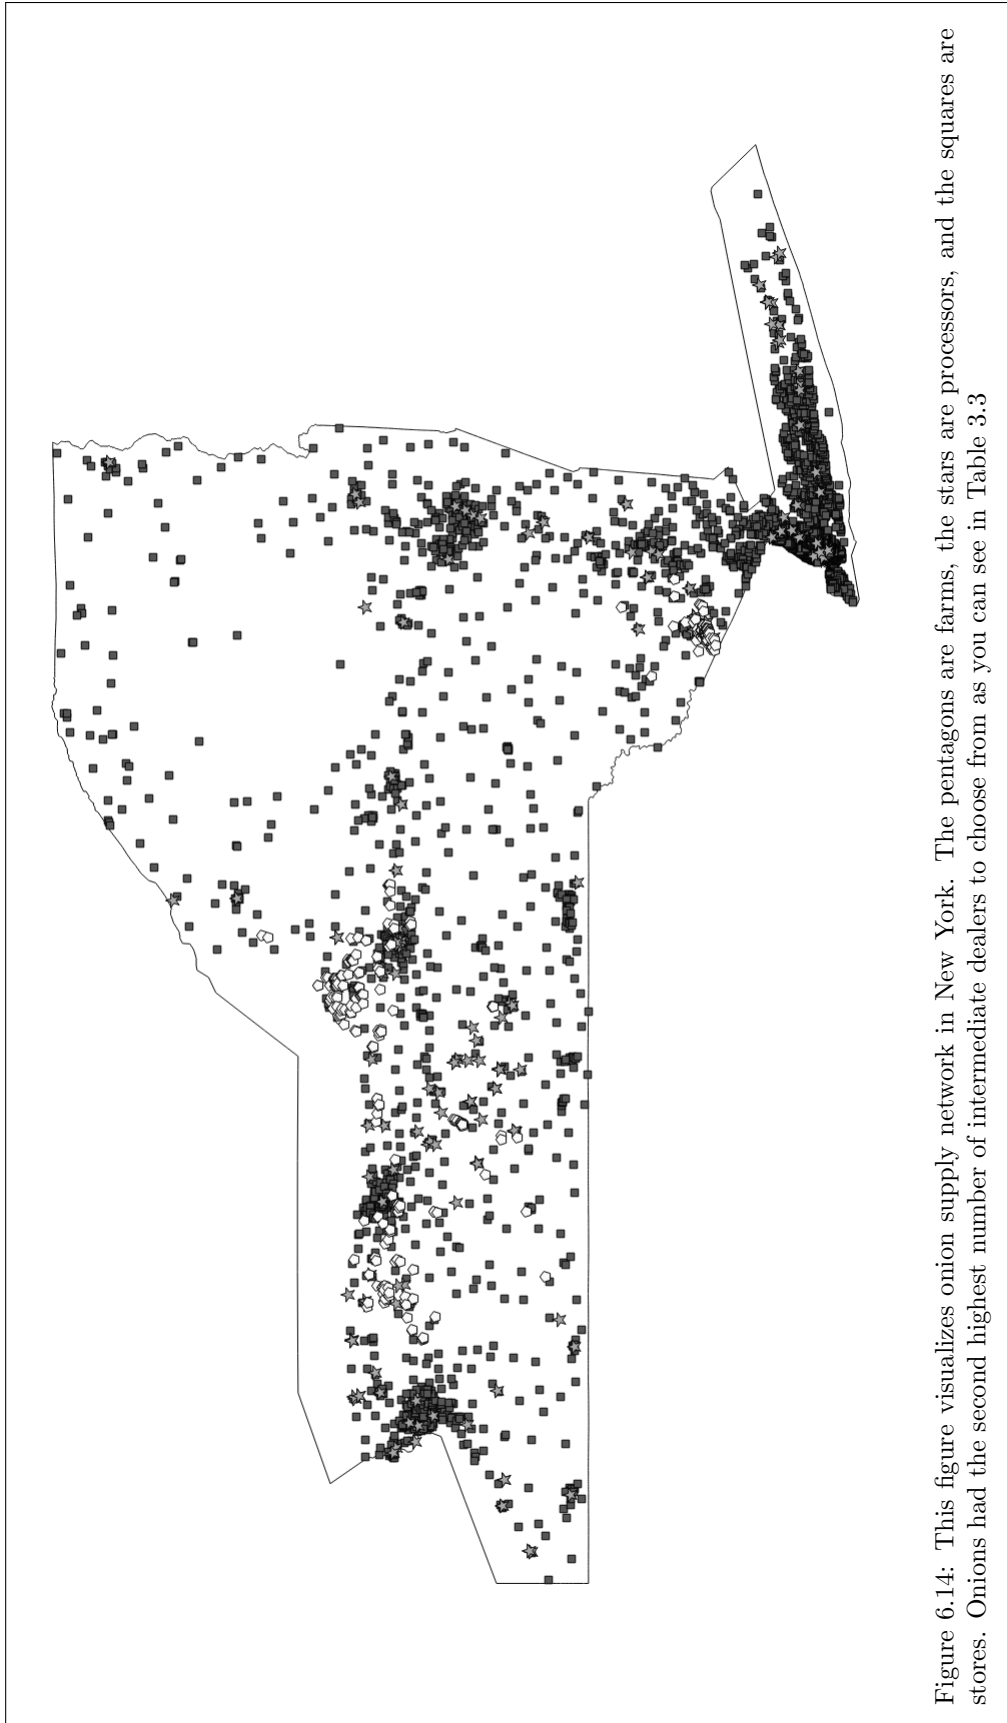 Figure 6.14: This figure visualizes onion supply network in New York. The pentagons are farms, the stars are processors, and the squares are
stores. Onions had the second highest number of intermediate dealers to choose from as you can see in Table 3.3